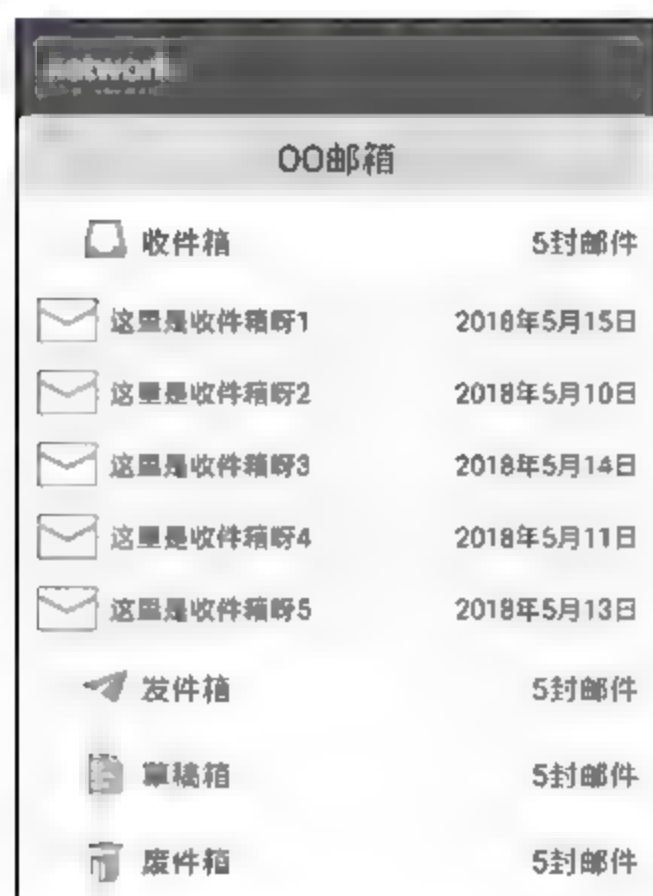 OO邮箱
收件箱 5封邮件
这里是收件箱呀1 2018年5月15日
这里是收件箱呀2 2018年5月10日
这里是收件箱呀3 2018年5月14日
这里是收件箱呀4 2018年5月11日
这里是收件箱呀5 2018年5月13日
发件箱 5封邮件
草稿箱 5封邮件
废件箱 5封邮件